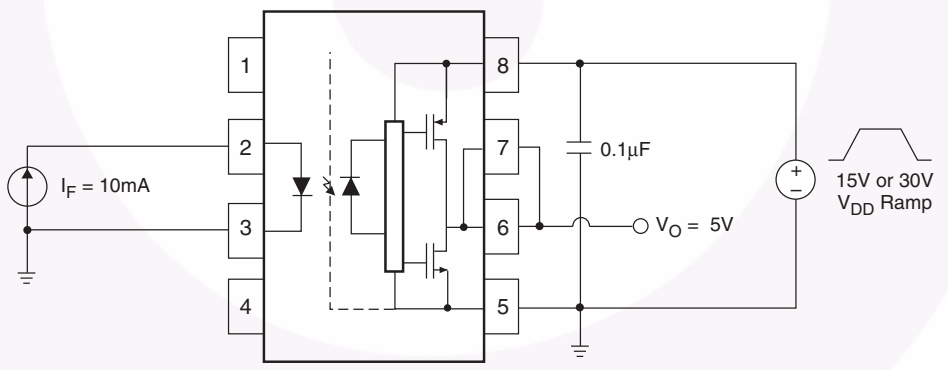 1
8
2
7
0.1μF
I_F = 10mA
+
−
15V or 30V
V_DD Ramp
3
6
V_O = 5V
4
5